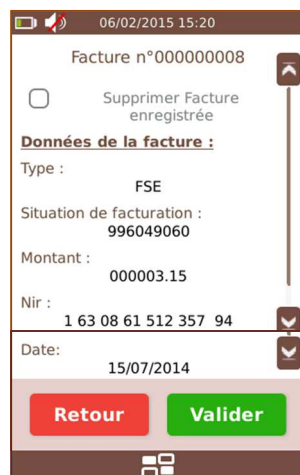 06/02/2015 15:20
Facture n°000000008
Supprimer Facture
enregistrée
Données de la facture :
Type :
FSE
Situation de facturation :
996049060
Montant :
000003.15
Nir :
1 63 08 61 512 357 94
Date:
15/07/2014
Retour
Valider